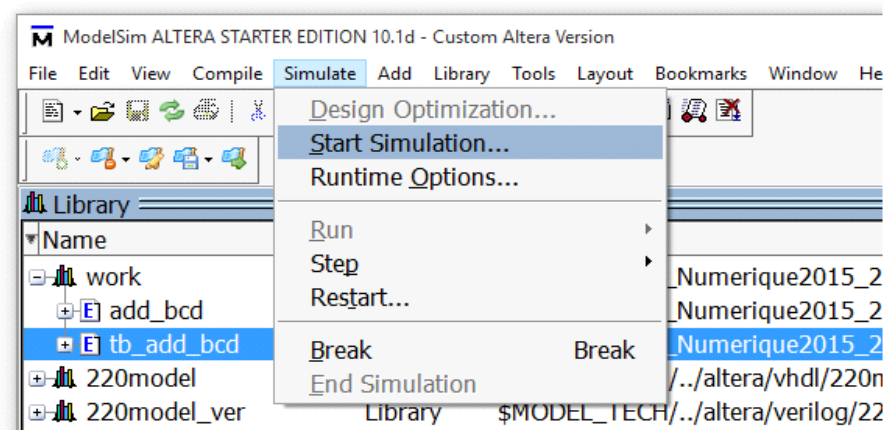 ModelSim ALTERA STARTER EDITION 10.1d - Custom Altera Version
File Edit View Compile Simulate Add Library Tools Layout Bookmarks Window He
Design Optimization...
Start Simulation...
Runtime Options...
Library
Name
Run
work
Step
_Numerique2015_2
add_bcd
Restart...
_Numerique2015_2
tb_add_bcd
Break Break
_Numerique2015_2
220model
End Simulation
/../altera/vhdl/220m
220model_ver Library $MODEL_TECH/../altera/verilog/22